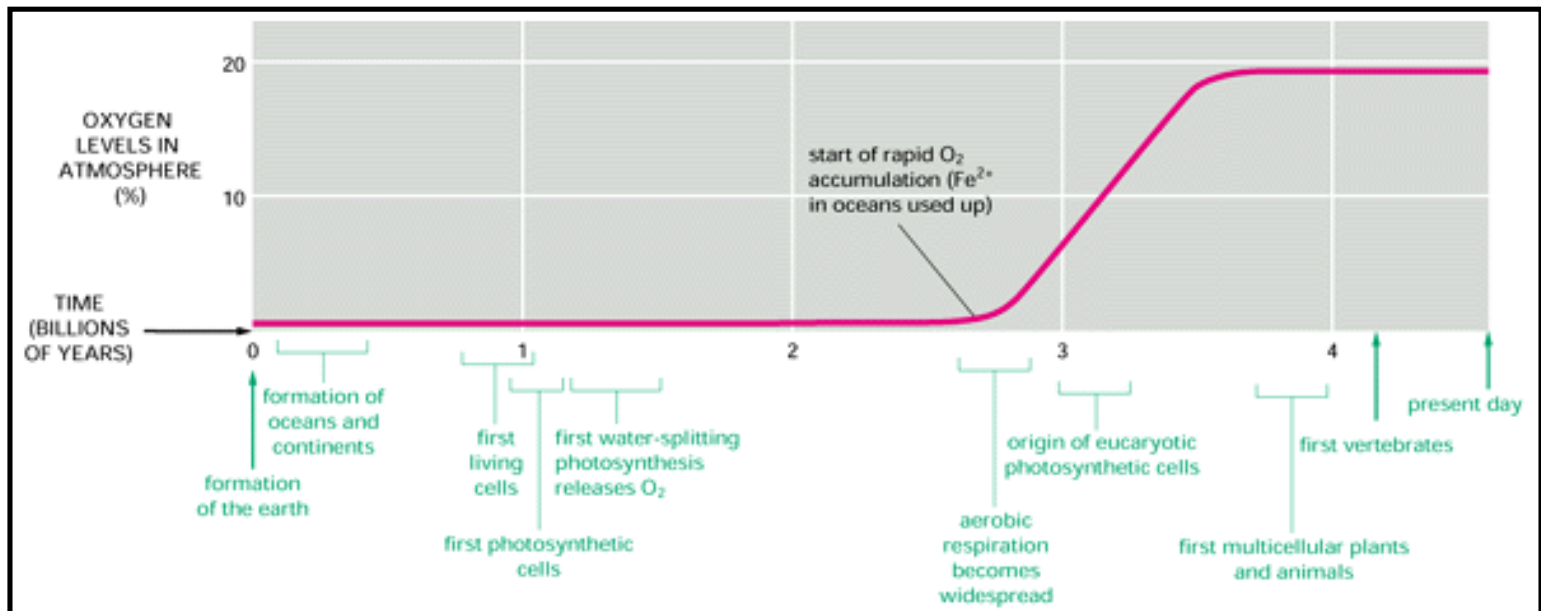 20
OXYGEN
LEVELS IN
ATMOSPHERE
(%)
10
start of rapid O₂
accumulation (Fe²⁺
in oceans used up)
TIME
(BILLIONS
OF YEARS)
0
1
2
3
4
formation of
oceans and
continents
formation
of the earth
first
living
cells
first water-splitting
photosynthesis
releases O₂
first photosynthetic
cells
aerobic
respiration
becomes
widespread
origin of eucaryotic
photosynthetic cells
first multicellular plants
and animals
first vertebrates
present day